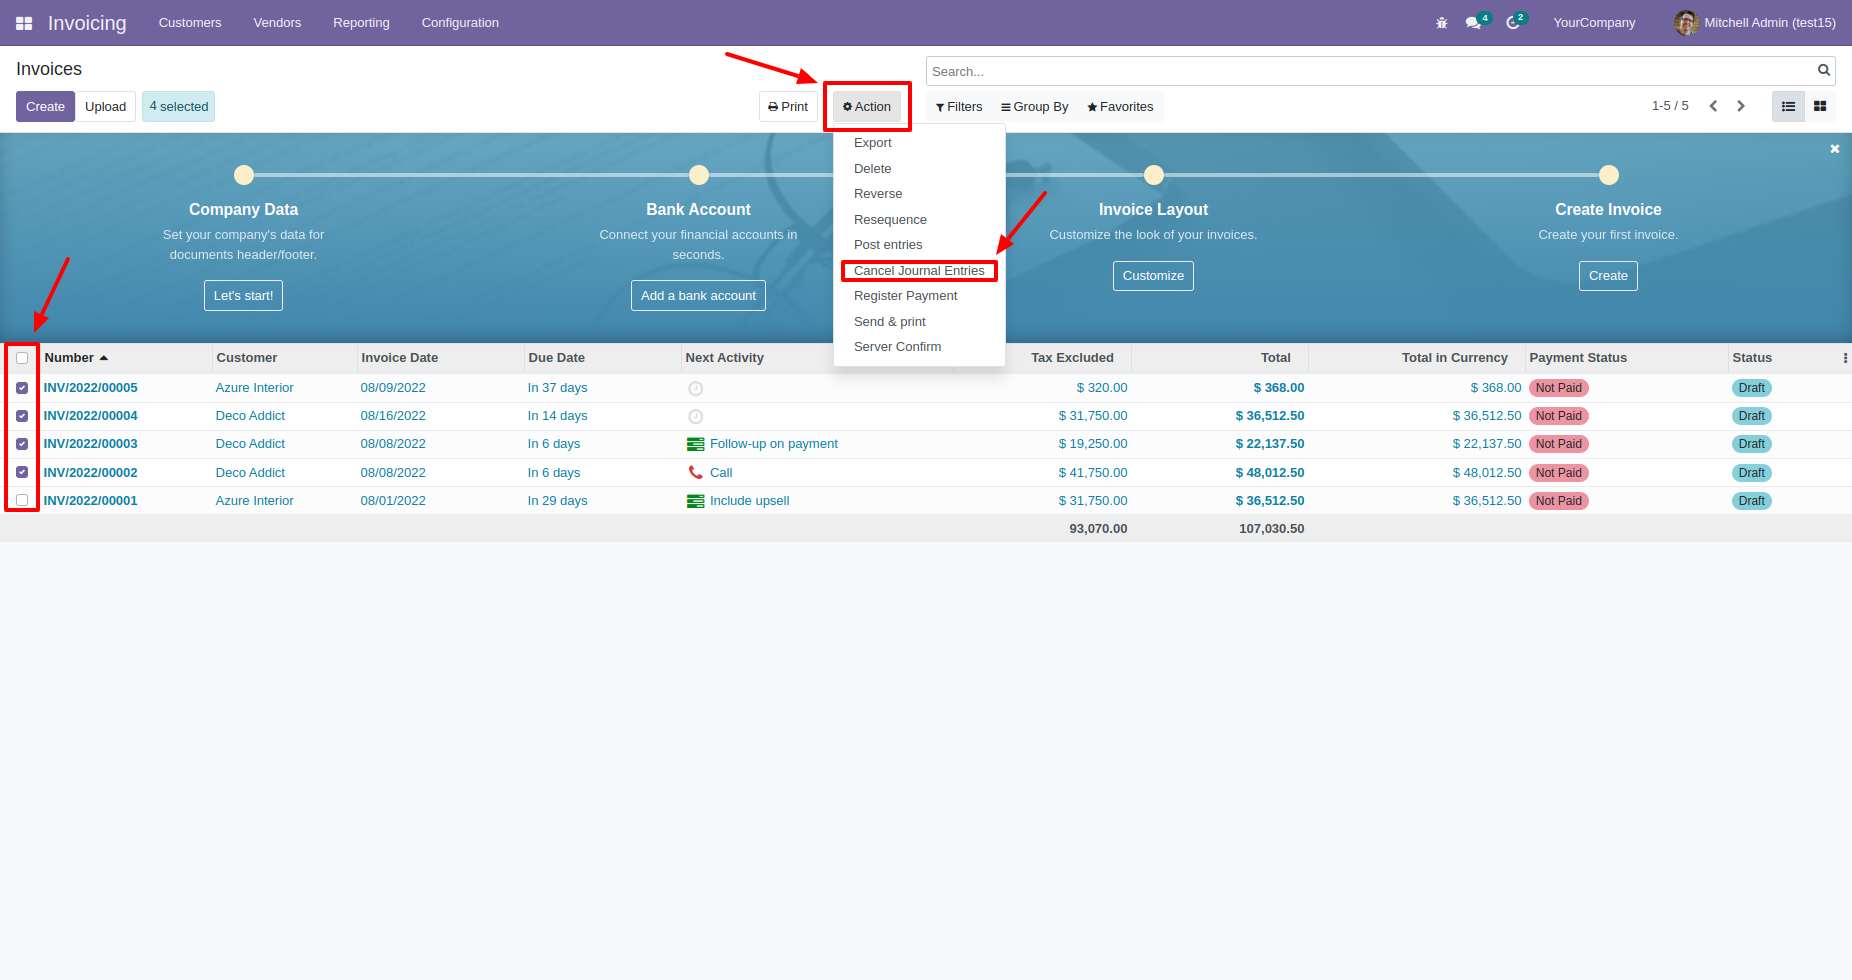 Invoicing Customers Vendors Reporting Configuration 4 2 YourCompany Mitchell Admin (test15)
Invoices
Search...
Create Upload 4 selected Print Action Filters Group By Favorites 1-5 / 5
Export
Delete
Reverse
Resequence
Post entries
Cancel Journal Entries
Register Payment
Send & print
Server Confirm
Company Data
Set your company's data for
documents header/footer.
Let's start!
Bank Account
Connect your financial accounts in
seconds.
Add a bank account
Invoice Layout
Customize the look of your invoices.
Customize
Create Invoice
Create your first invoice.
Create
Number Customer Invoice Date Due Date Next Activity Tax Excluded Total Total in Currency Payment Status Status
INV/2022/00005 Azure Interior 08/09/2022 In 37 days $ 320.00 $ 368.00 $ 368.00 Not Paid Draft
INV/2022/00004 Deco Addict 08/16/2022 In 14 days $ 31,750.00 $ 36,512.50 $ 36,512.50 Not Paid Draft
INV/2022/00003 Deco Addict 08/08/2022 In 6 days Follow-up on payment $ 19,250.00 $ 22,137.50 $ 22,137.50 Not Paid Draft
INV/2022/00002 Deco Addict 08/08/2022 In 6 days Call $ 41,750.00 $ 48,012.50 $ 48,012.50 Not Paid Draft
INV/2022/00001 Azure Interior 08/01/2022 In 29 days Include upsell $ 31,750.00 $ 36,512.50 $ 36,512.50 Not Paid Draft
93,070.00 107,030.50